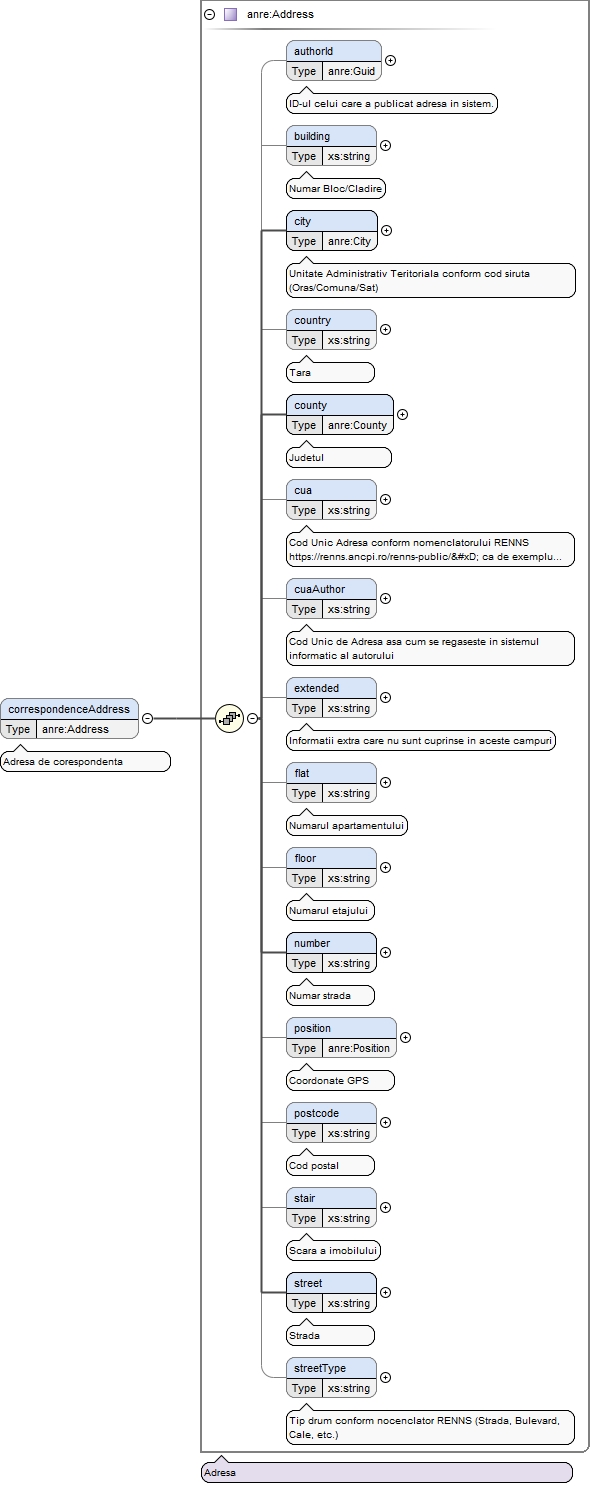 anre:Address
authorId
Type anre:Guid
ID-ul celui care a publicat adresa in sistem.
building
Type xs:string
Numar Bloc/Cladire
city
Type anre:City
Unitate Administrativ Teritoriala conform cod siruta
(Oras/Comuna/Sat)
country
Type xs:string
Tara
county
Type anre:County
Judetul
cua
Type xs:string
Cod Unic Adresa conform nomenclatorului RENNS
https://renns.ancpi.ro/renns-public/&#xD; ca de exemplu...
cuaAuthor
Type xs:string
Cod Unic de Adresa asa cum se regaseste in sistemul
informatic al autorului
correspondenceAddress
Type anre:Address
Adresa de corespondenta
extended
Type xs:string
Informatii extra care nu sunt cuprinse in aceste campuri
flat
Type xs:string
Numarul apartamentului
floor
Type xs:string
Numarul etajului
number
Type xs:string
Numar strada
position
Type anre:Position
Coordonate GPS
postcode
Type xs:string
Cod postal
stair
Type xs:string
Scara a imobilului
street
Type xs:string
Strada
streetType
Type xs:string
Tip drum conform nocenclator RENNS (Strada, Bulevard,
Cale, etc.)
Adresa